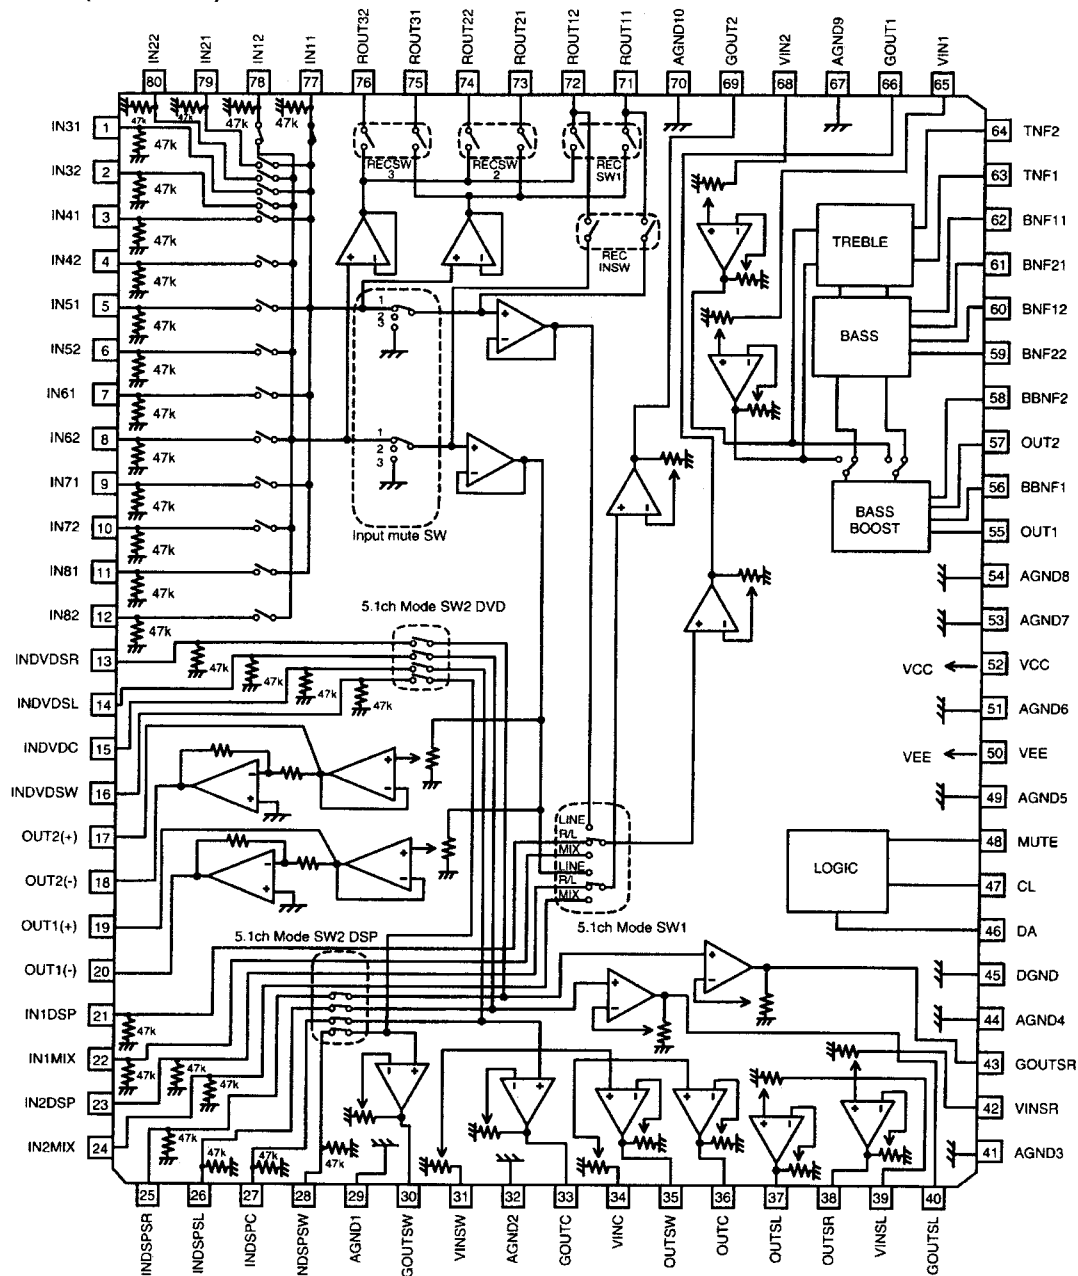 IN22
IN21
IN12
IN11
ROUT32
ROUT31
ROUT22
ROUT21
ROUT12
ROUT11
AGND10
GOUT2
VIN2
AGND9
GOUT1
VIN1
80 79 78 77 76 75 74 73 72 71 70 69 68 67 66 65
47k 47k 47k 47k
IN31 1 47k
IN32 2 47k
IN41 3 47k
IN42 4 47k
IN51 5 47k
IN52 6 47k
IN61 7 47k
IN62 8 47k
IN71 9 47k
IN72 10 47k
IN81 11 47k
IN82 12 47k
INDVDSR 13 47k
INDVDSL 14 47k
INDVDC 15 47k
INDVDSW 16 47k
OUT2(+) 17
OUT2(-) 18
OUT1(+) 19
OUT1(-) 20
IN1DSP 21 47k
IN1MIX 22 47k
IN2DSP 23 47k
IN2MIX 24 47k
RECSW
3
RECSW
2
REC
SW1
REC
INSW
+ -
+ -
1
2
3
+
-
1
2
3
+
-
Input mute SW
5.1ch Mode SW2 DVD
5.1ch Mode SW2 DSP
LINE
R/L
MIX
LINE
R/L
MIX
5.1ch Mode SW1
TREBLE
BASS
BASS
BOOST
LOGIC
VCC
VEE
64 TNF2
63 TNF1
62 BNF11
61 BNF21
60 BNF12
59 BNF22
58 BBNF2
57 OUT2
56 BBNF1
55 OUT1
54 AGND8
53 AGND7
52 VCC
51 AGND6
50 VEE
49 AGND5
48 MUTE
47 CL
46 DA
45 DGND
44 AGND4
43 GOUTSR
42 VINSR
41 AGND3
47k 47k 47k 47k
25 26 27 28 29 30 31 32 33 34 35 36 37 38 39 40
INDSPSR
INDSPSL
INDSPC
NDSPSW
AGND1
GOUTSW
VINSW
AGND2
GOUTC
VINC
OUTSW
OUTC
OUTSL
OUTSR
VINSL
GOUTSL